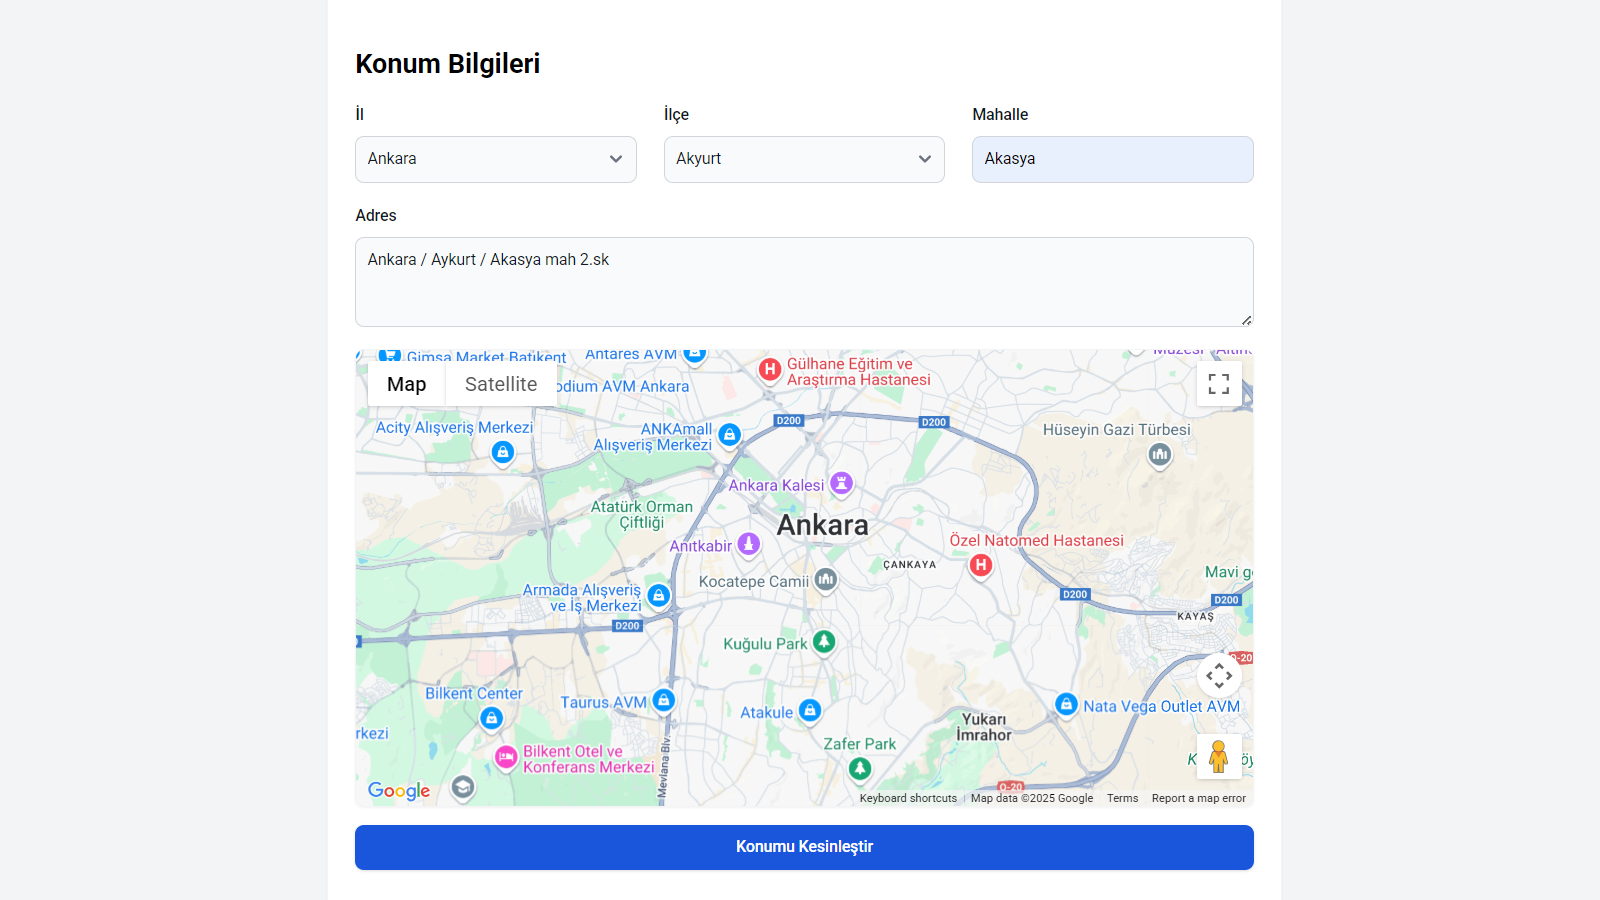 Konum Bilgileri
İl
İlçe
Mahalle
Ankara
Akyurt
Akasya
Adres
Ankara / Aykurt / Akasya mah 2.sk
Gimsa Market Batıkent
Antares AVM
Gülhane Eğitim ve
Araştırma Hastanesi
Map
Satellite
odium AVM Ankara
Acity Alışveriş Merkezi
ANKAmall
Alışveriş Merkezi
D200
D200
Hüseyin Gazi Türbesi
Ankara Kalesi
Atatürk Orman
Çiftliği
Ankara
Anıtkabir
Özel Natomed Hastanesi
ÇANKAYA
Kocatepe Camii
Mavi g
Armada Alışveriş
ve İş Merkezi
D200
D200
D200
KAYAŞ
Kuğulu Park
O-20
Bilkent Center
Taurus AVM
Atakule
Nata Vega Outlet AVM
Yukarı
İmrahor
rkezi
Zafer Park
Bilkent Otel ve
Konferans Merkezi
Mevlana Blv.
O-20
Google
Keyboard shortcuts
Map data ©2025 Google
Terms
Report a map error
Konumu Kesinleştir